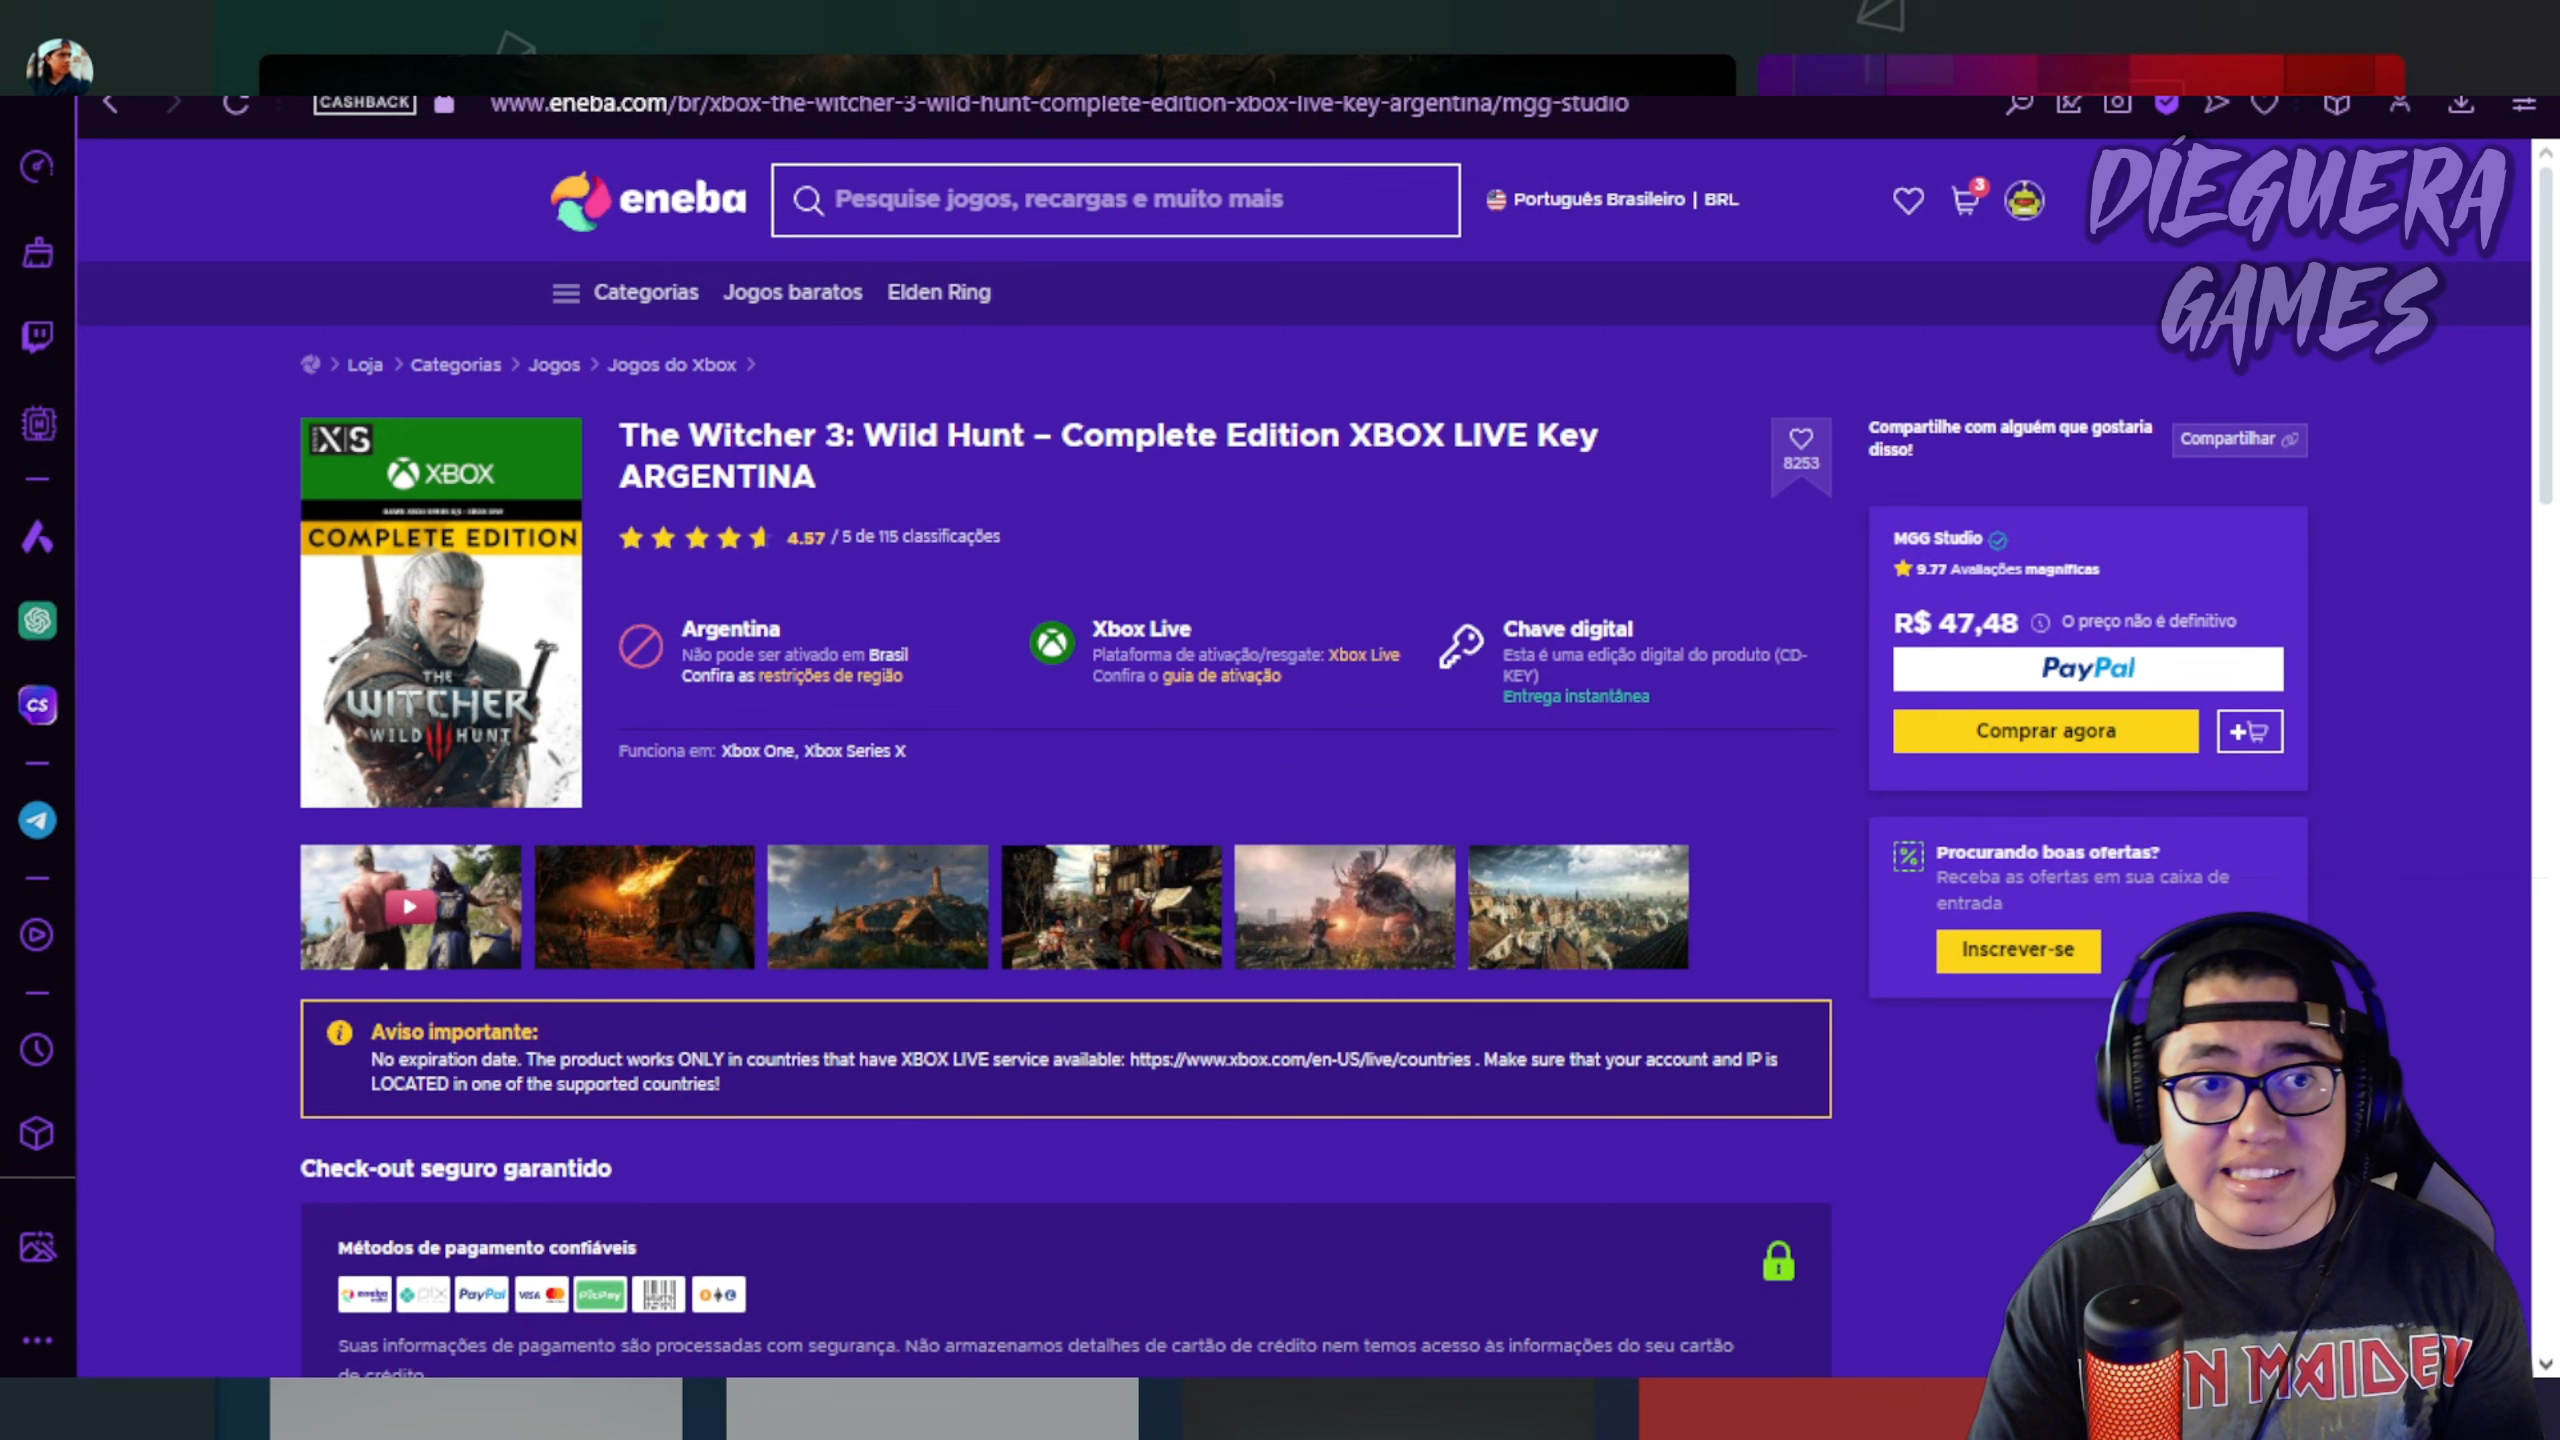 CASHBACK
www.eneba.com/br/xbox-the-witcher-3-wild-hunt-complete-edition-xbox-live-key-argentina/mgg-studio
DÍEGUERA
GAMES
eneba
Pesquise jogos, recargas e muito mais
Português Brasileiro | BRL
3
Categorias
Jogos baratos
Elden Ring
Loja
Categorias
Jogos
Jogos do Xbox
X|S
XBOX
COMPLETE EDITION
THE
WITCHER
WILD HUNT
The Witcher 3: Wild Hunt – Complete Edition XBOX LIVE Key
ARGENTINA
8253
4.57 / 5 de 115 classificações
Argentina
Não pode ser ativado em Brasil
Confira as restrições de região
Xbox Live
Plataforma de ativação/resgate: Xbox Live
Confira o guia de ativação
Chave digital
Esta é uma edição digital do produto (CD-
KEY)
Entrega instantânea
Funciona em: Xbox One, Xbox Series X
Compartilhe com alguém que gostaria
disso!
Compartilhar
MGG Studio
9.77 Avaliações magníficas
R$ 47,48
O preço não é definitivo
PayPal
Comprar agora
Procurando boas ofertas?
Receba as ofertas em sua caixa de
entrada
Inscrever-se
Aviso importante:
No expiration date. The product works ONLY in countries that have XBOX LIVE service available: https://www.xbox.com/en-US/live/countries . Make sure that your account and IP is
LOCATED in one of the supported countries!
Check-out seguro garantido
Métodos de pagamento confiáveis
eneba
pix
PayPal
VISA
PicPay
Suas informações de pagamento são processadas com segurança. Não armazenamos detalhes de cartão de crédito nem temos acesso às informações do seu cartão
de crédito
CS
N MAIDEN